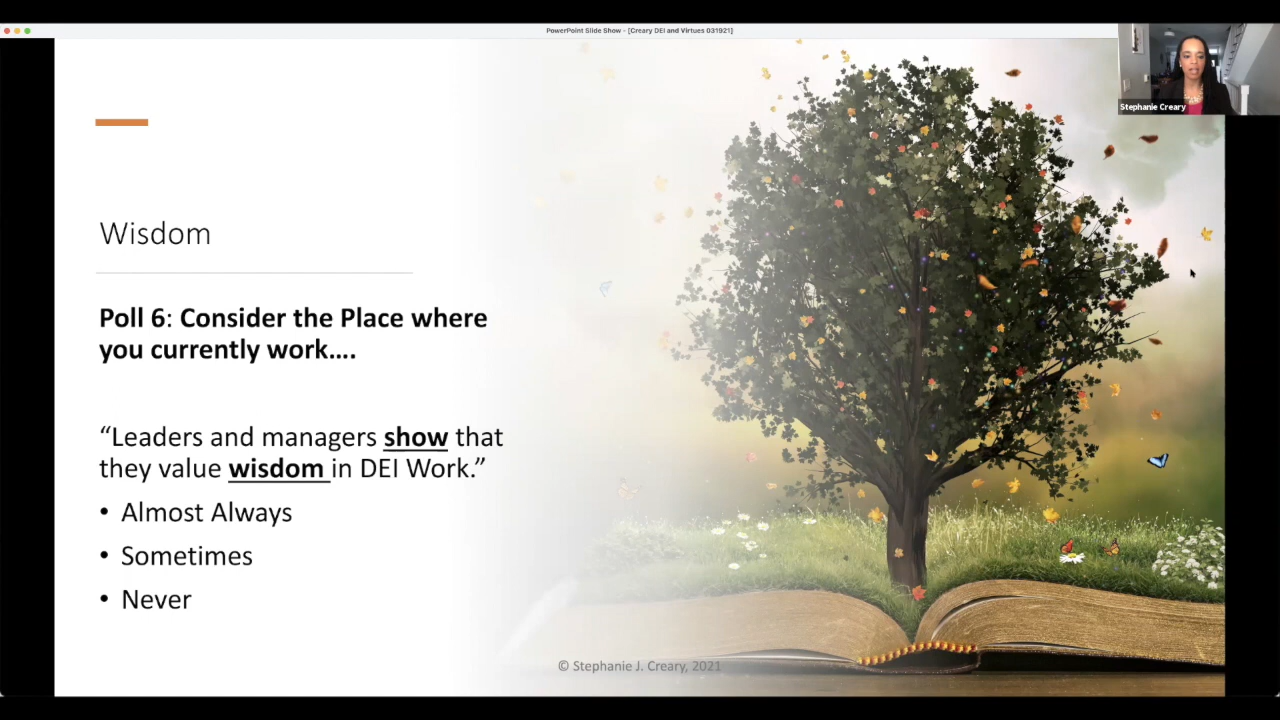 PowerPoint Slide Show - [Creary DEI and Virtues 031921]
Stephanie Creary
Wisdom
Poll 6: Consider the Place where
you currently work....
“Leaders and managers show that
they value wisdom in DEI Work.”
• Almost Always
• Sometimes
• Never
© Stephanie J. Creary, 2021